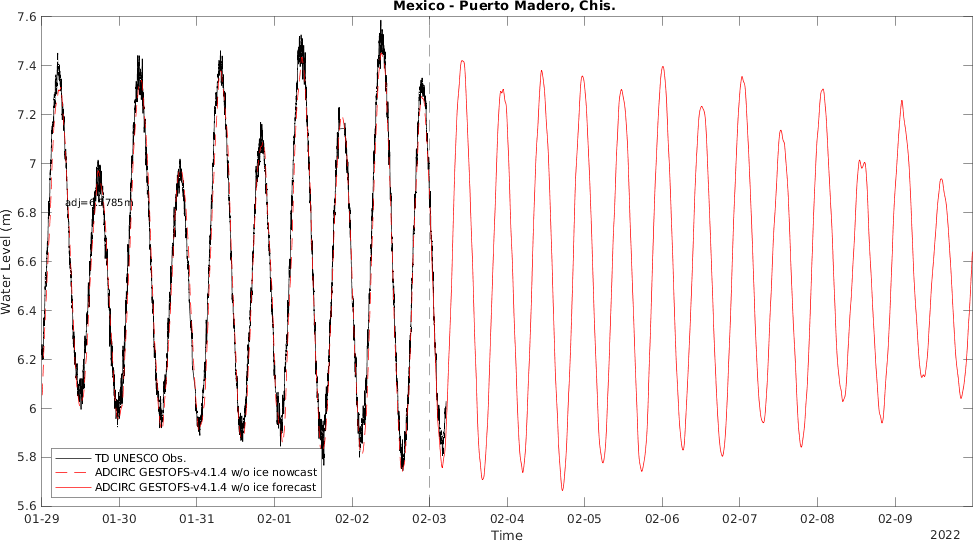 Mexico - Puerto Madero, Chis.
7.6
7.4
7.2
7
6.8
6.6
6.4
6.2
6
5.8
5.6
Water Level (m)
TD UNESCO Obs.
ADCIRC GESTOFS-v4.1.4 w/o ice nowcast
ADCIRC GESTOFS-v4.1.4 w/o ice forecast
01-29 01-30 01-31 02-01 02-02 02-03 02-04 02-05 02-06 02-07 02-08 02-09
Time
2022